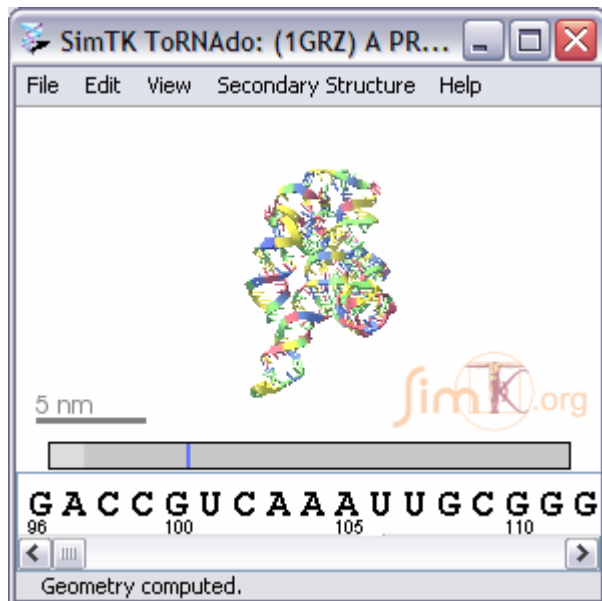 SimTK ToRNAdo: (1GRZ) A PR...
File Edit View Secondary Structure Help
5 nm
SimTK.org
G A C C G U C A A A U U G C G G G
96 100 105 110
Geometry computed.